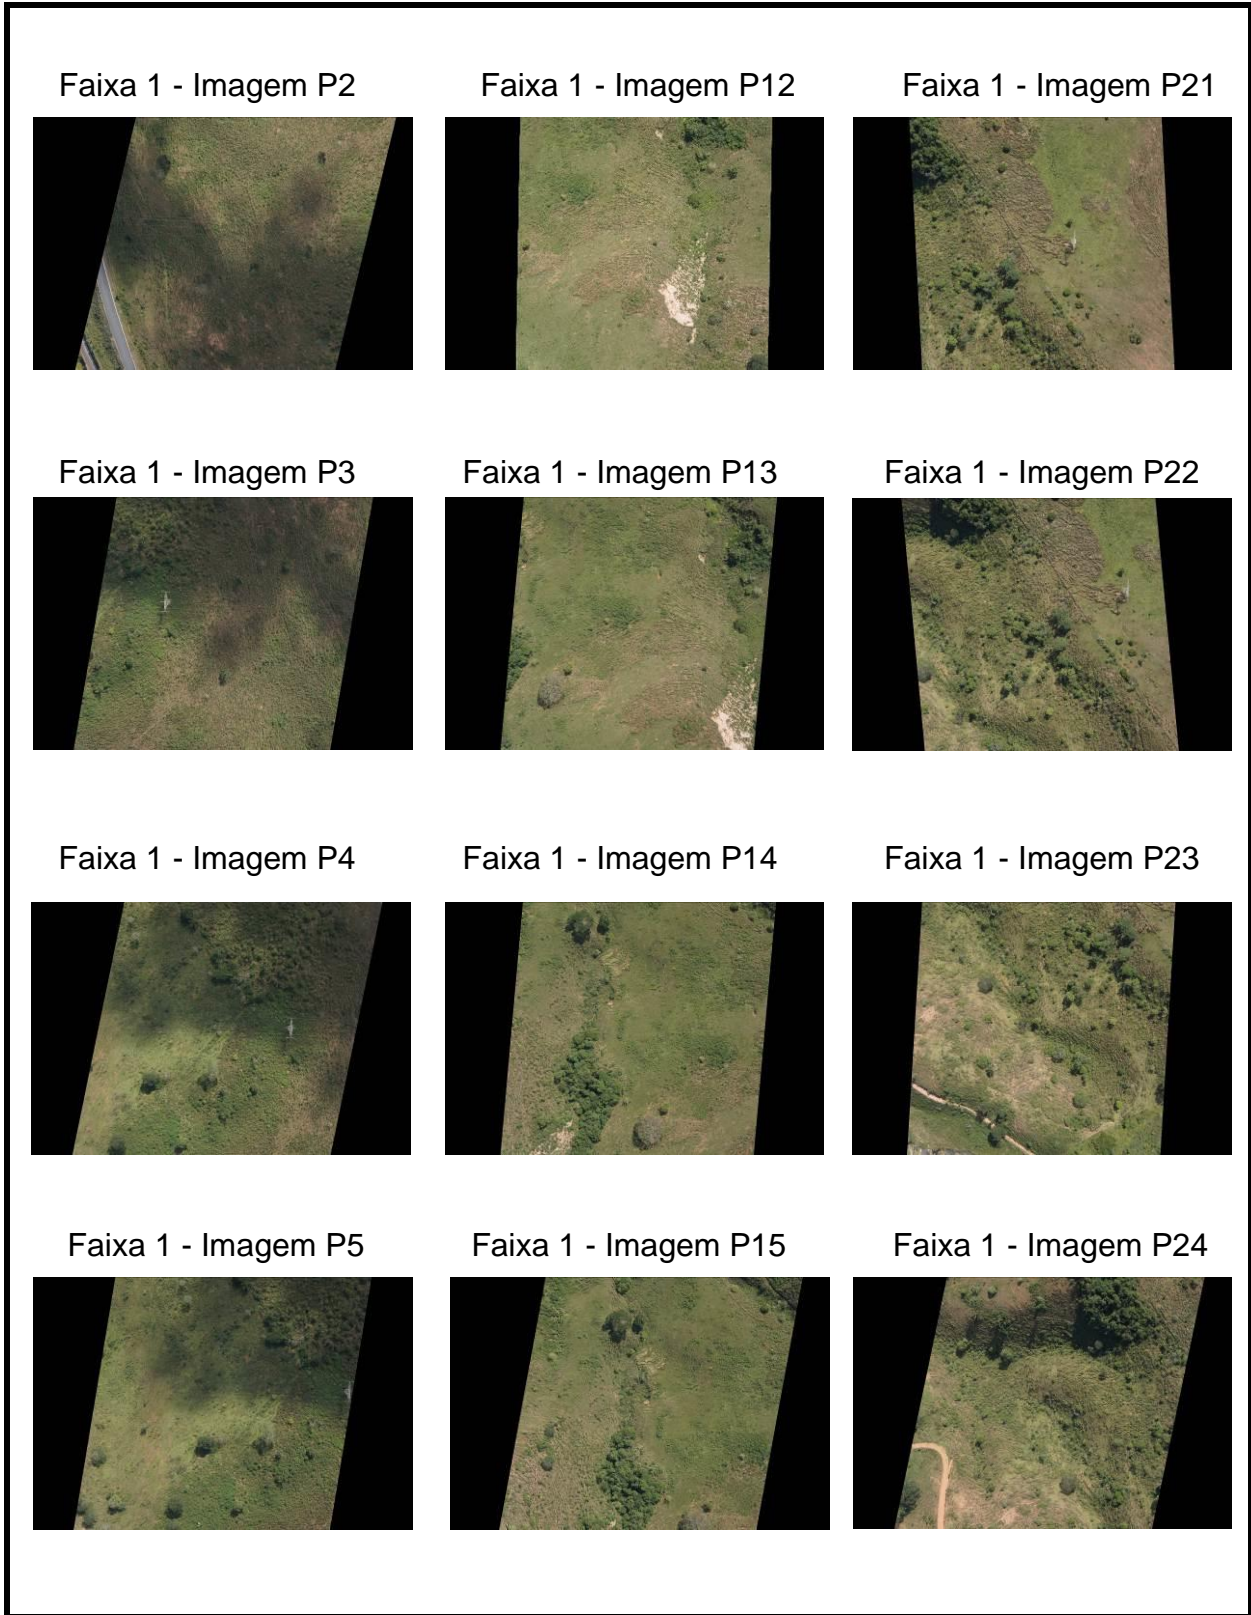 Faixa 1 - Imagem P2
Faixa 1 - Imagem P12
Faixa 1 - Imagem P21
Faixa 1 - Imagem P3
Faixa 1 - Imagem P13
Faixa 1 - Imagem P22
Faixa 1 - Imagem P4
Faixa 1 - Imagem P14
Faixa 1 - Imagem P23
Faixa 1 - Imagem P5
Faixa 1 - Imagem P15
Faixa 1 - Imagem P24